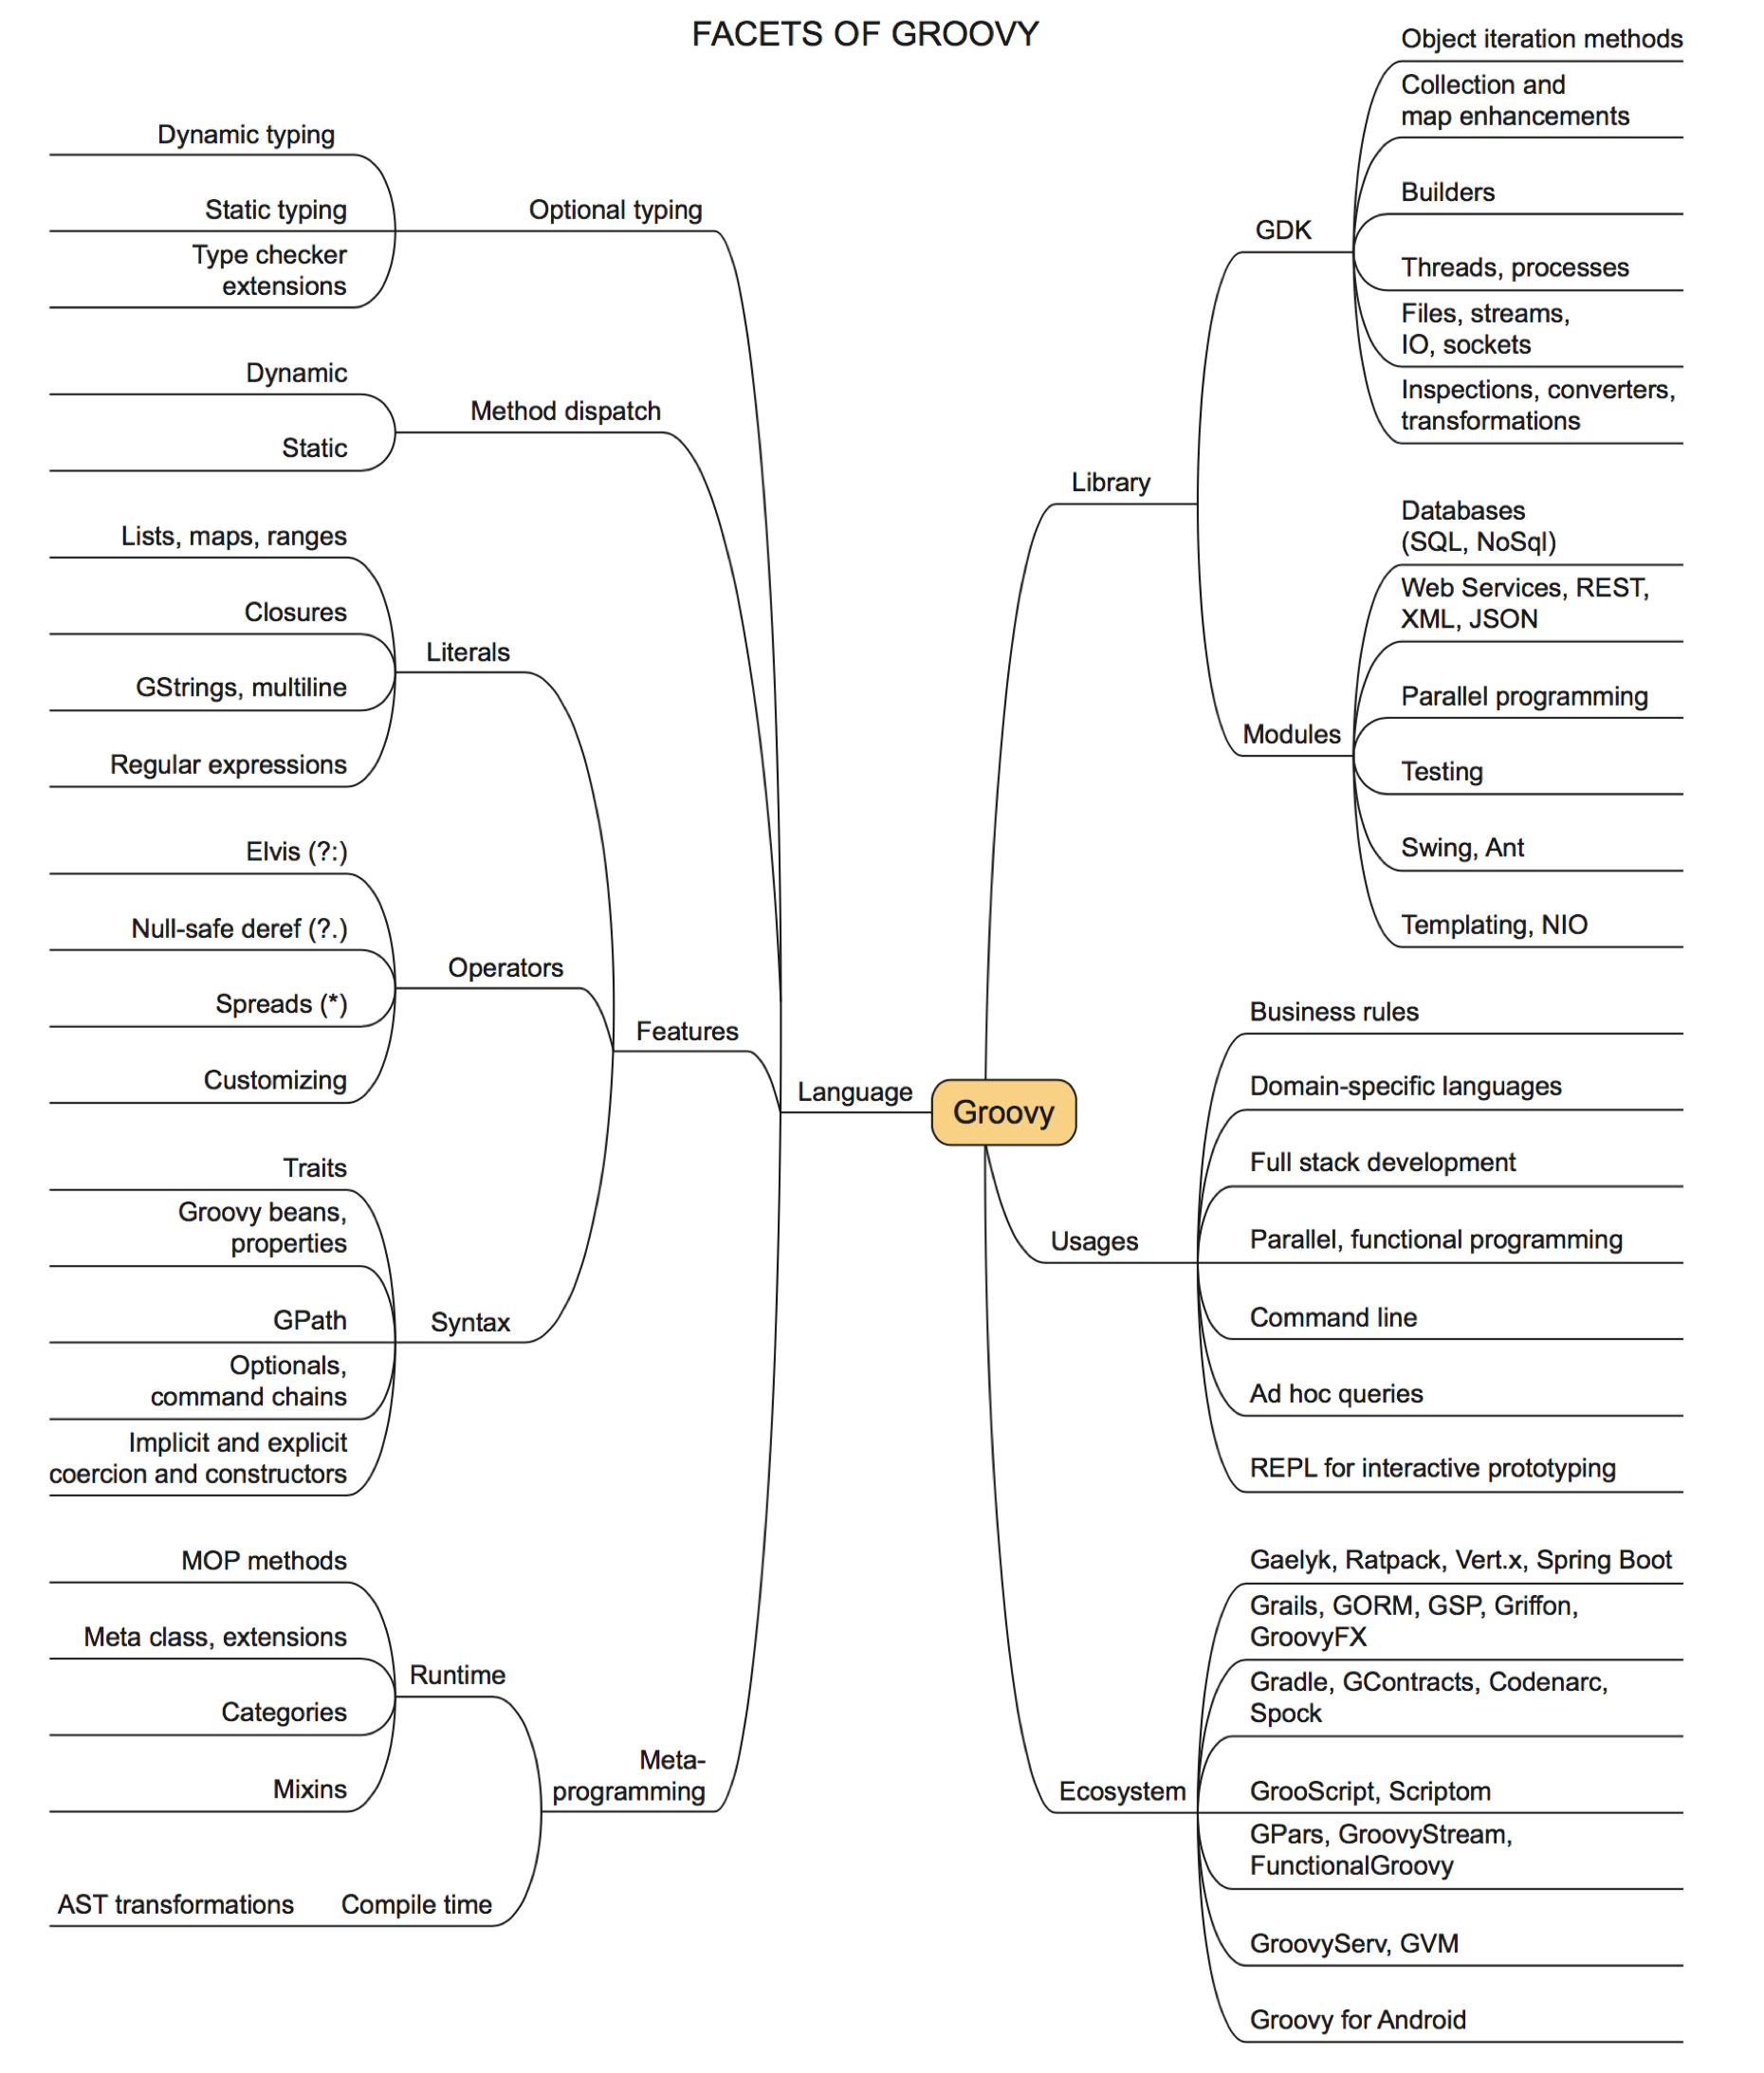 FACETS OF GROOVY
Dynamic typing
Static typing
Type checker
extensions
Optional typing
Dynamic
Static
Method dispatch
Lists, maps, ranges
Closures
GStrings, multiline
Regular expressions
Literals
Elvis (?:)
Null-safe deref (?.)
Spreads (*)
Customizing
Operators
Features
Traits
Groovy beans,
properties
GPath
Optionals,
command chains
Implicit and explicit
coercion and constructors
Syntax
MOP methods
Meta class, extensions
Categories
Mixins
Runtime
AST transformations
Compile time
Meta-
programming
Language
Groovy
Library
GDK
Object iteration methods
Collection and
map enhancements
Builders
Threads, processes
Files, streams,
IO, sockets
Inspections, converters,
transformations
Modules
Databases
(SQL, NoSql)
Web Services, REST,
XML, JSON
Parallel programming
Testing
Swing, Ant
Templating, NIO
Usages
Business rules
Domain-specific languages
Full stack development
Parallel, functional programming
Command line
Ad hoc queries
REPL for interactive prototyping
Ecosystem
Gaelyk, Ratpack, Vert.x, Spring Boot
Grails, GORM, GSP, Griffon,
GroovyFX
Gradle, GContracts, Codenarc,
Spock
GrooScript, Scriptom
GPars, GroovyStream,
FunctionalGroovy
GroovyServ, GVM
Groovy for Android